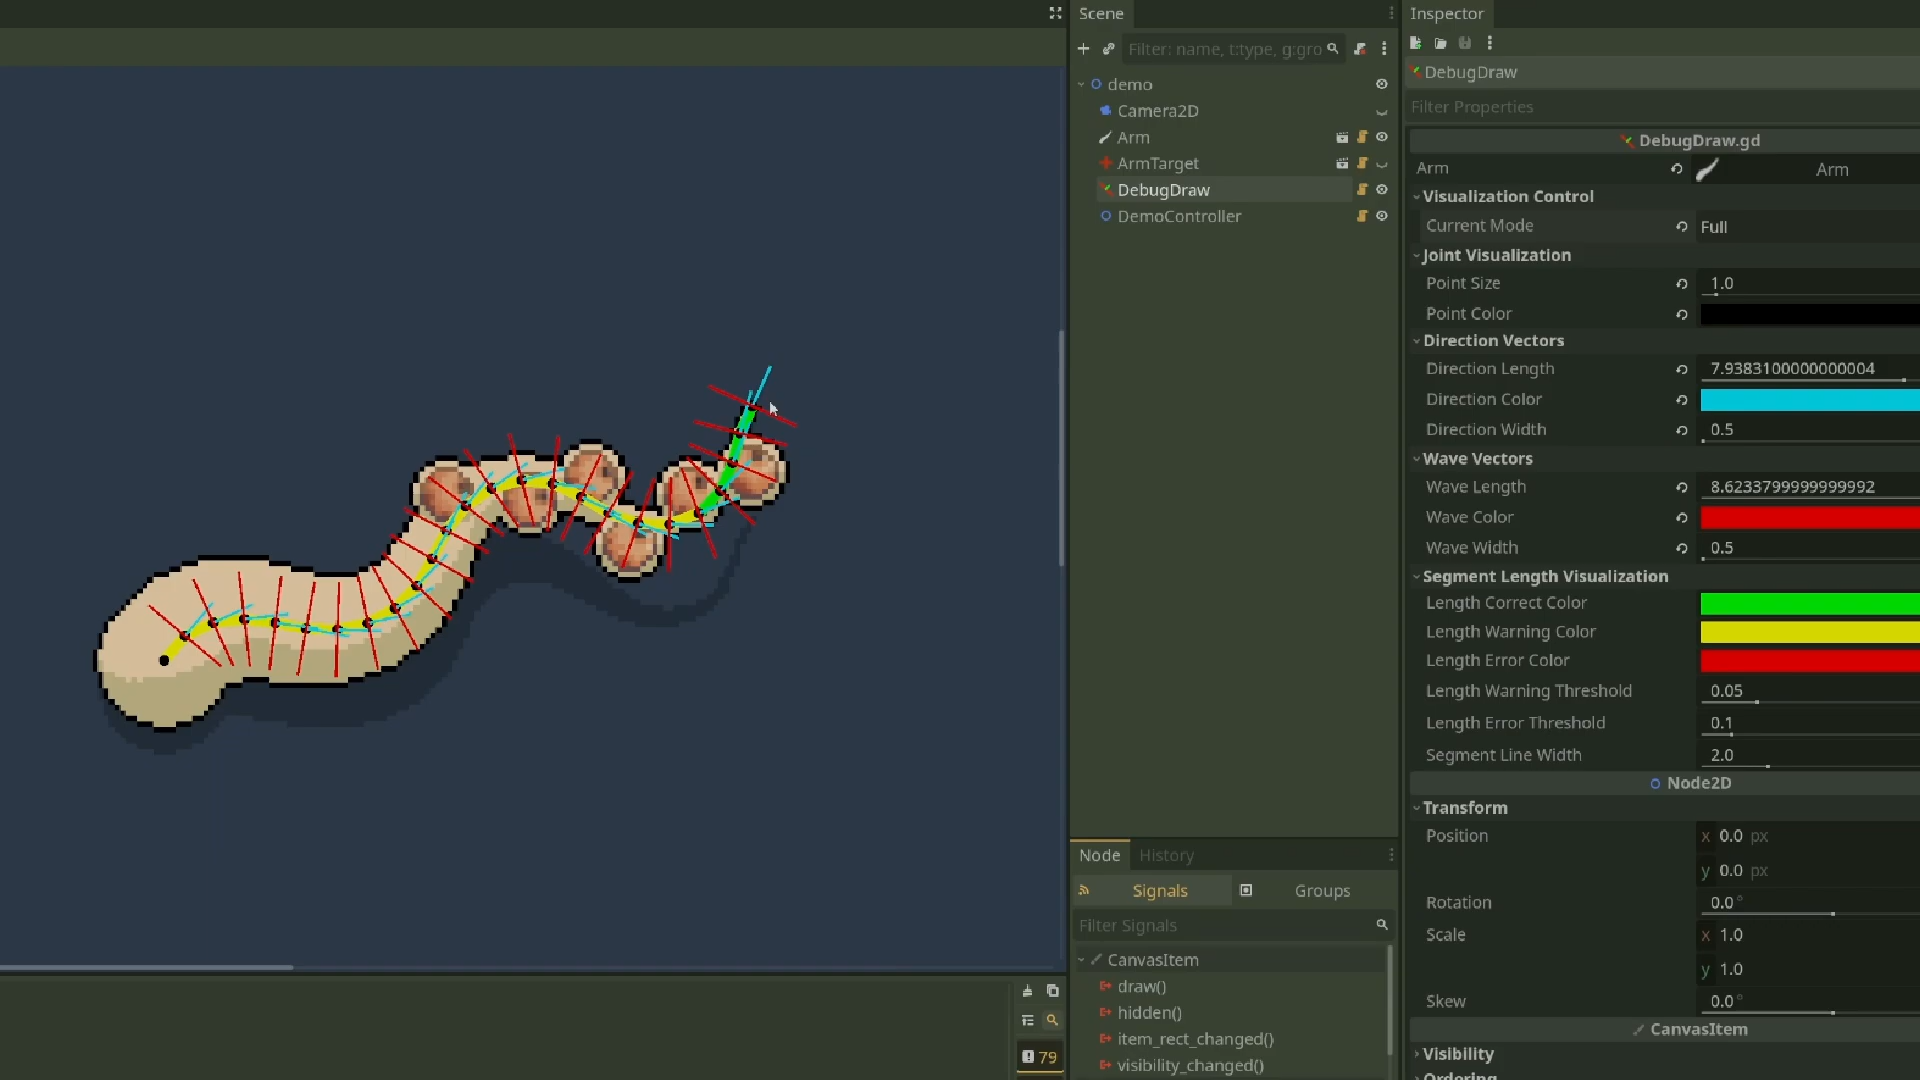 Scene
Filter: name, t:type, g:gro
demo
Camera2D
Arm
ArmTarget
DebugDraw
DemoController
Node
History
Signals
Groups
Filter Signals
CanvasItem
draw()
hidden()
item_rect_changed()
visibility_changed()
79
Inspector
DebugDraw
Filter Properties
DebugDraw.gd
Arm Arm
Visualization Control
Current Mode Full
Joint Visualization
Point Size 1.0
Point Color
Direction Vectors
Direction Length 7.9383100000000004
Direction Color
Direction Width 0.5
Wave Vectors
Wave Length 8.6233799999999992
Wave Color
Wave Width 0.5
Segment Length Visualization
Length Correct Color
Length Warning Color
Length Error Color
Length Warning Threshold 0.05
Length Error Threshold 0.1
Segment Line Width 2.0
Node2D
Transform
Position x 0.0 px
y 0.0 px
Rotation 0.0 °
Scale x 1.0
y 1.0
Skew 0.0 °
CanvasItem
Visibility
Ordering